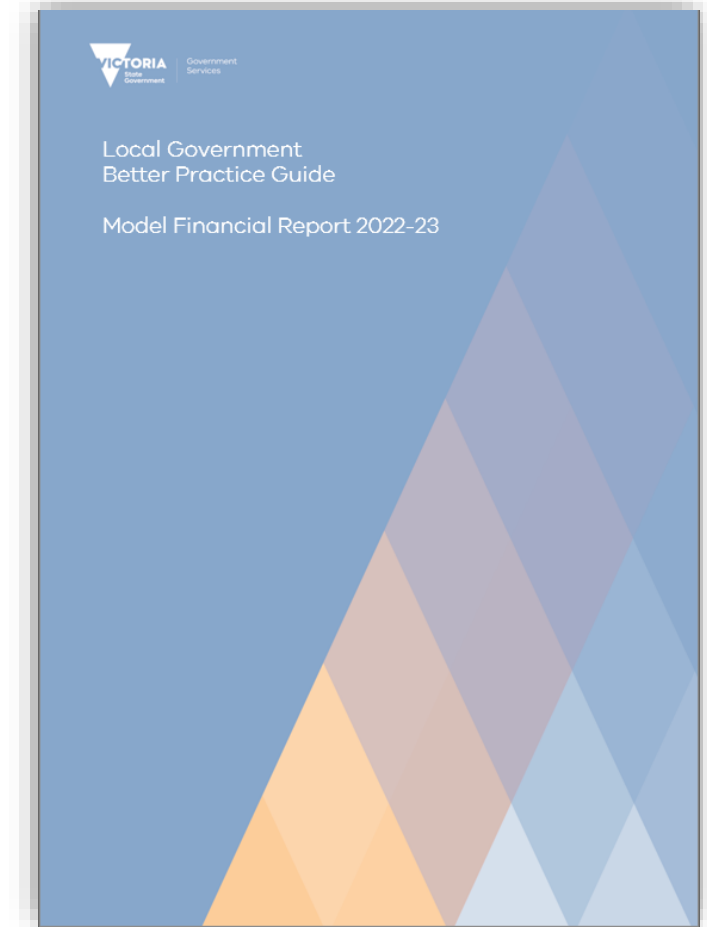 VICTORIA
State
Government
Government
Services
Local Government
Better Practice Guide
Model Financial Report 2022-23